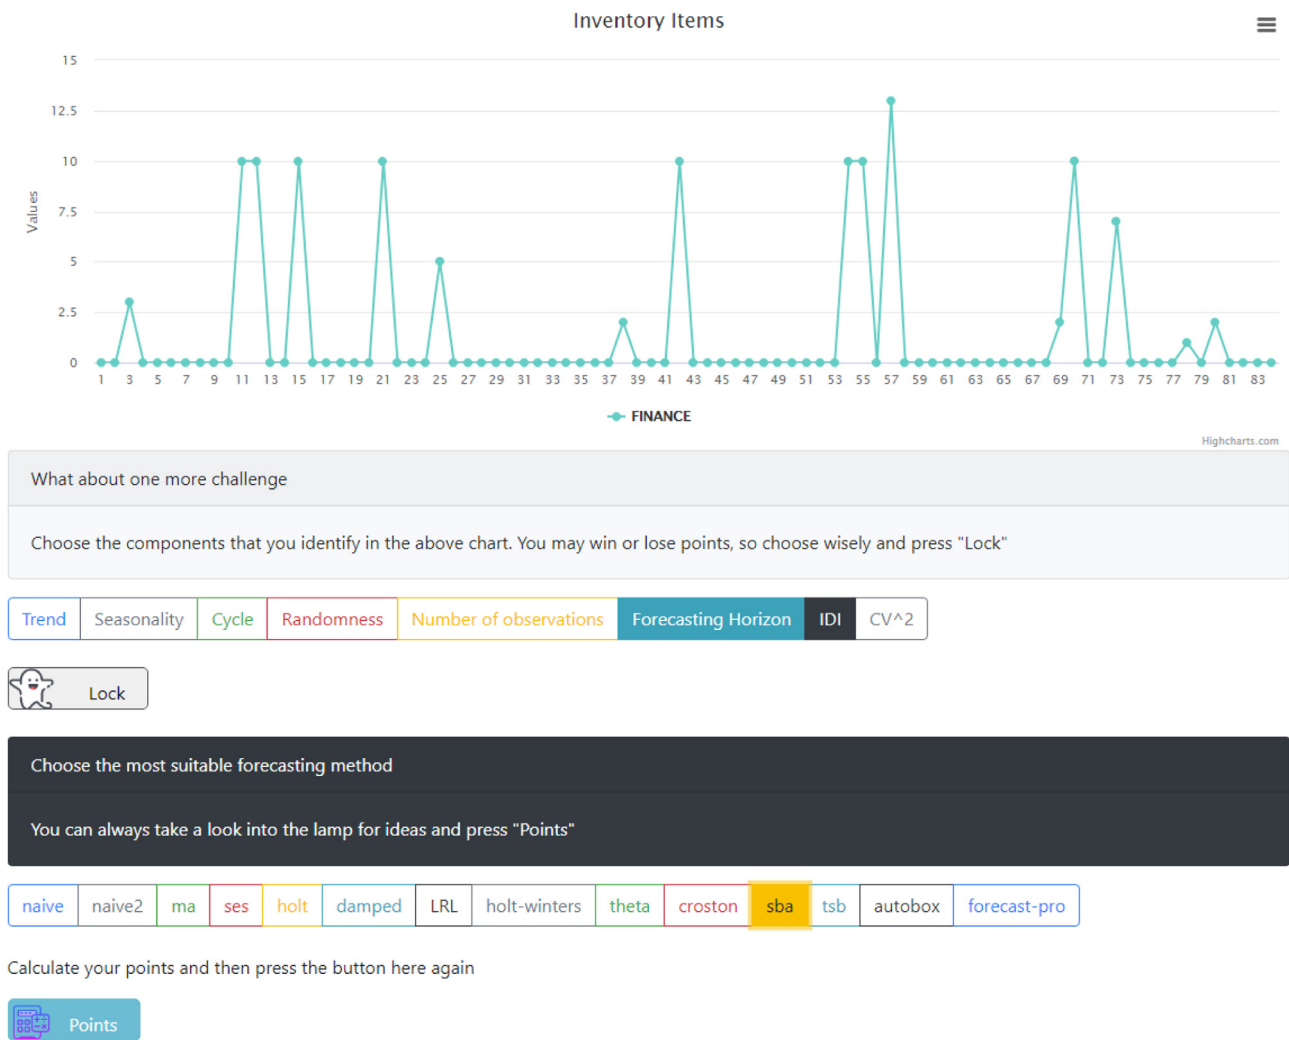 Inventory Items
15
12.5
10
7.5
5
2.5
0
Values
1 3 5 7 9 11 13 15 17 19 21 23 25 27 29 31 33 35 37 39 41 43 45 47 49 51 53 55 57 59 61 63 65 67 69 71 73 75 77 79 81 83
FINANCE
Highcharts.com
What about one more challenge
Choose the components that you identify in the above chart. You may win or lose points, so choose wisely and press "Lock"
Trend Seasonality Cycle Randomness Number of observations Forecasting Horizon IDI CV^2
Lock
Choose the most suitable forecasting method
You can always take a look into the lamp for ideas and press "Points"
naive naive2 ma ses holt damped LRL holt-winters theta croston sba tsb autobox forecast-pro
Calculate your points and then press the button here again
Points